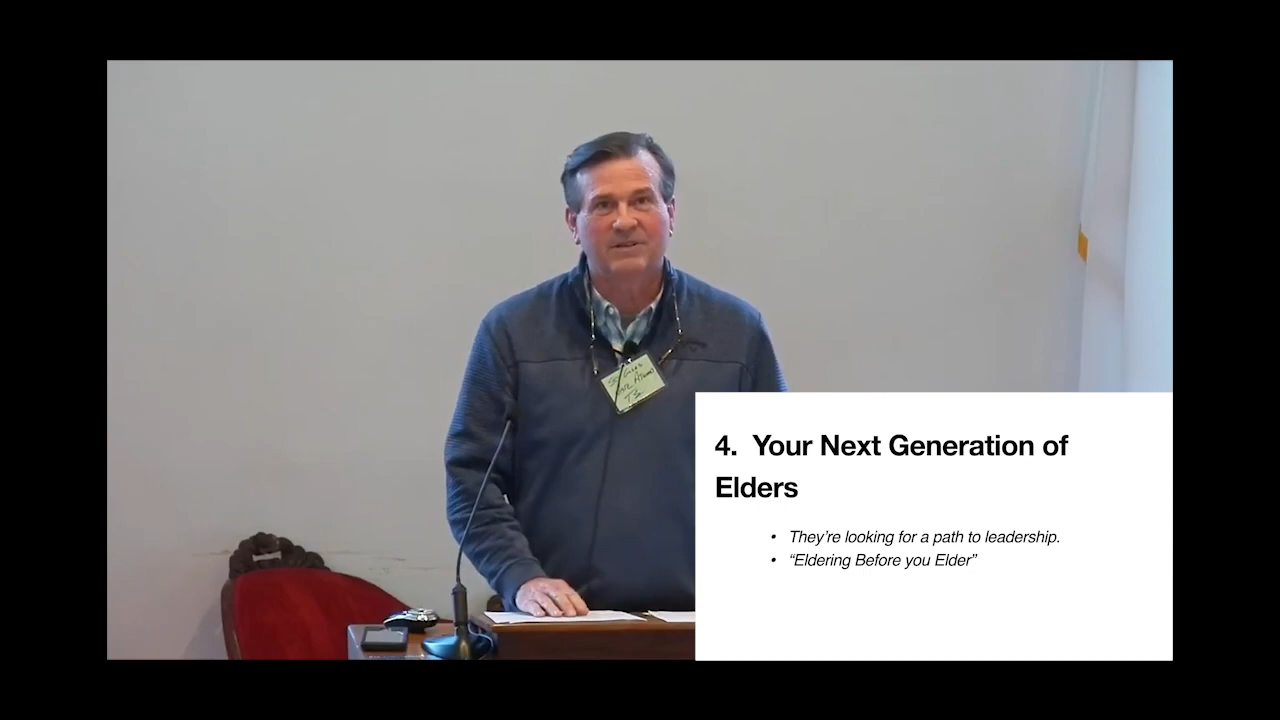 4. Your Next Generation of
Elders
• They're looking for a path to leadership.
• “Eldering Before you Elder”